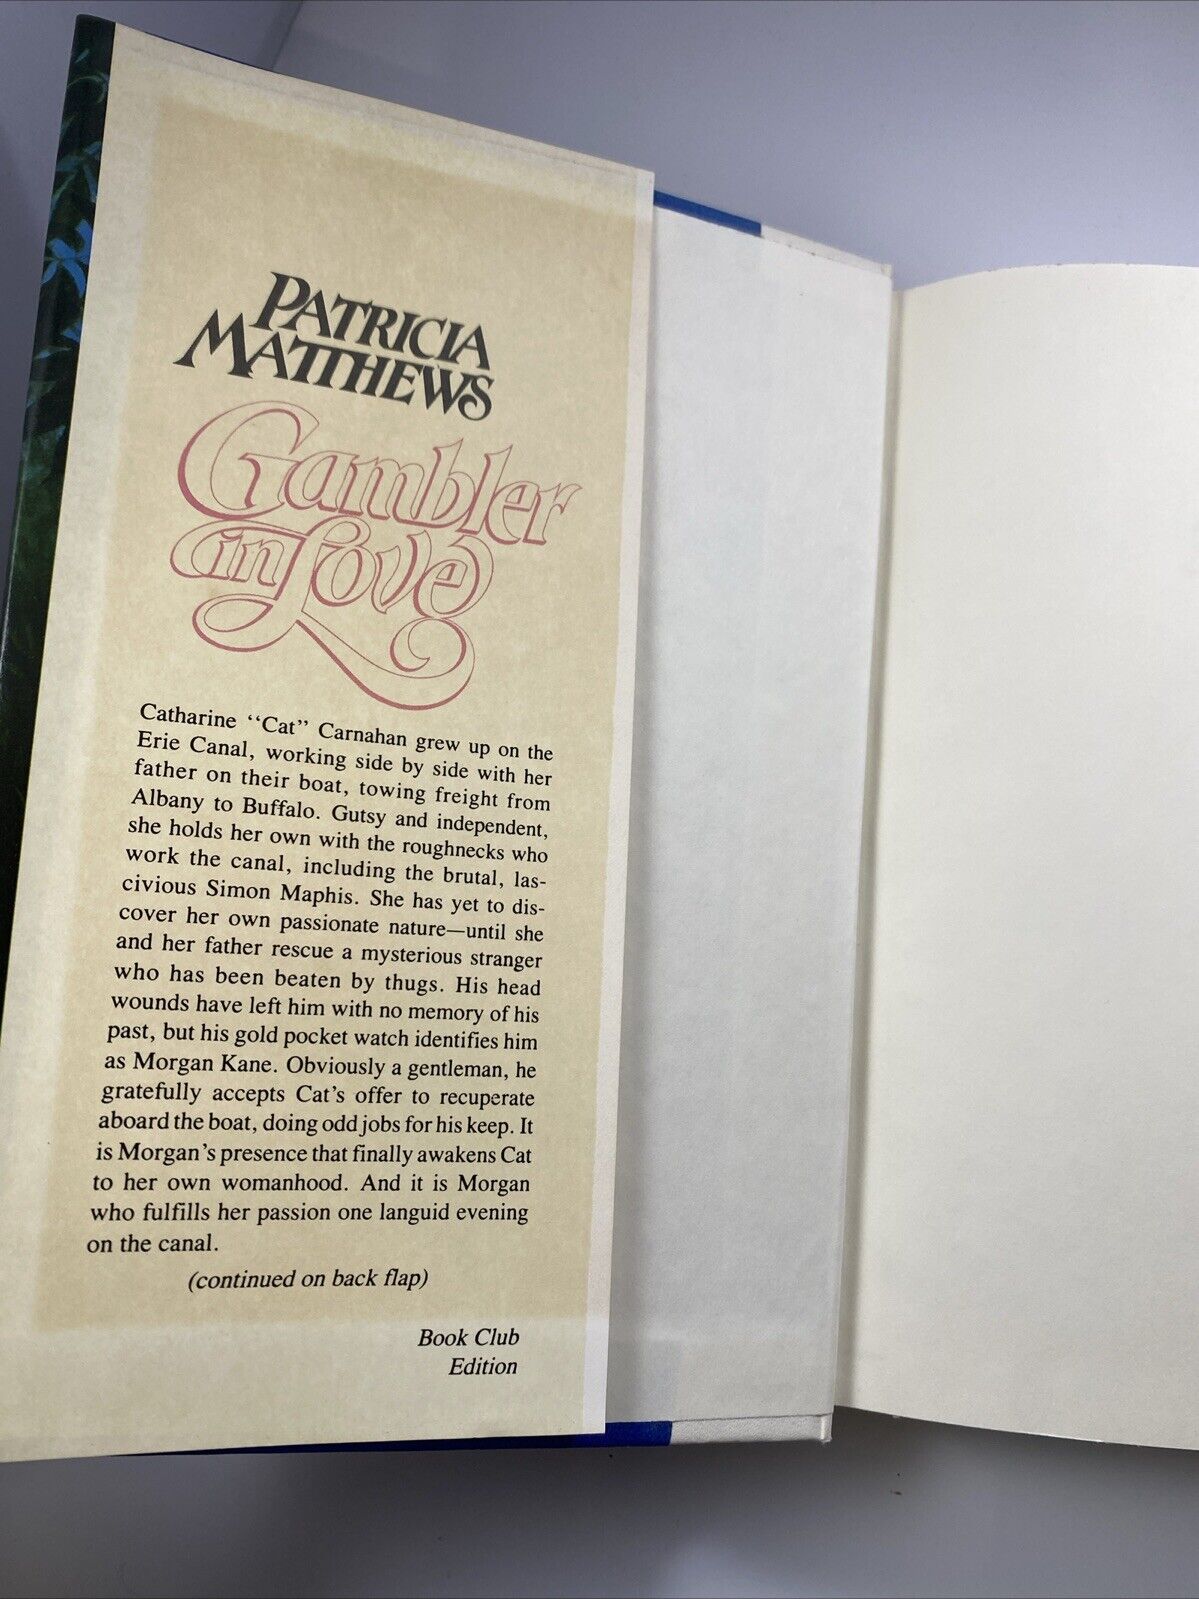 PATRICIA
MATTHEWS
Gambler
in Love
Catharine “Cat” Carnahan grew up on the
Erie Canal, working side by side with her
father on their boat, towing freight from
Albany to Buffalo. Gutsy and independent,
she holds her own with the roughnecks who
work the canal, including the brutal, las-
civious Simon Maphis. She has yet to dis-
cover her own passionate nature—until she
and her father rescue a mysterious stranger
who has been beaten by thugs. His head
wounds have left him with no memory of his
past, but his gold pocket watch identifies him
as Morgan Kane. Obviously a gentleman, he
gratefully accepts Cat’s offer to recuperate
aboard the boat, doing odd jobs for his keep. It
is Morgan’s presence that finally awakens Cat
to her own womanhood. And it is Morgan
who fulfills her passion one languid evening
on the canal.
(continued on back flap)
Book Club
Edition